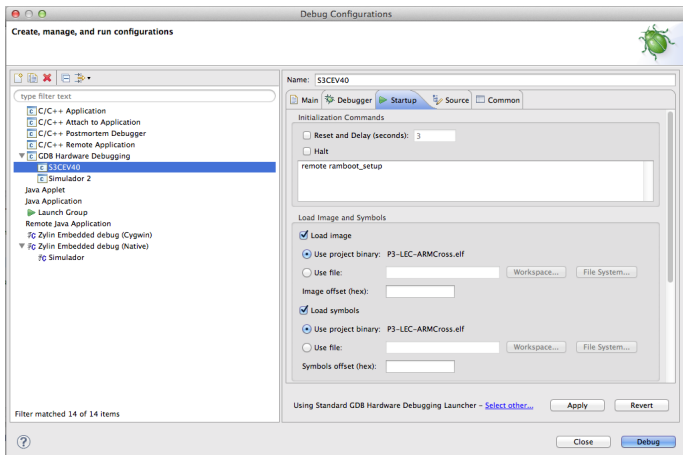 Debug Configurations
Create, manage, and run configurations
type filter text
C/C++ Application
C/C++ Attach to Application
C/C++ Postmortem Debugger
C/C++ Remote Application
GDB Hardware Debugging
S3CEV40
Simulador 2
Java Applet
Java Application
Launch Group
Remote Java Application
Zylin Embedded debug (Cygwin)
Zylin Embedded debug (Native)
Simulador
Filter matched 14 of 14 items
Name: S3CEV40
Main Debugger Startup Source Common
Initialization Commands
Reset and Delay (seconds): 3
Halt
remote ramboot_setup
Load Image and Symbols
Load image
Use project binary: P3-LEC-ARMCross.elf
Use file: Workspace... File System...
Image offset (hex):
Load symbols
Use project binary: P3-LEC-ARMCross.elf
Use file: Workspace... File System...
Symbols offset (hex):
Using Standard GDB Hardware Debugging Launcher - Select other... Apply Revert
? Close Debug